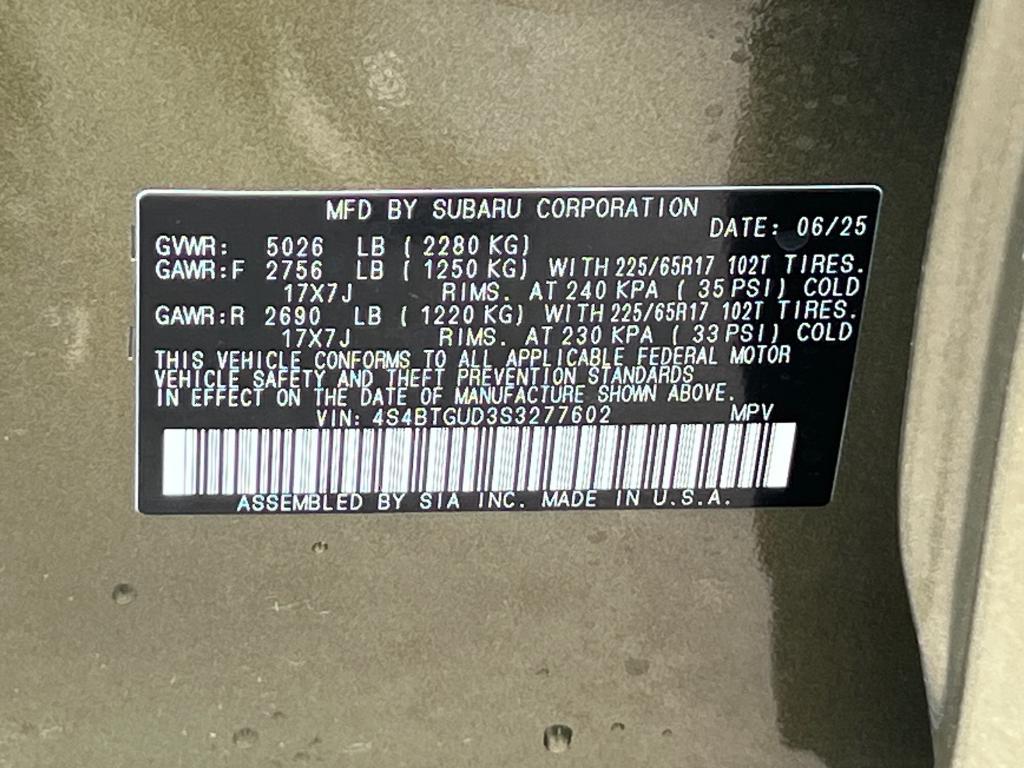 MFD BY SUBARU CORPORATION
DATE: 06/25
GVWR: 5026 LB ( 2280 KG)
GAWR:F 2756 LB ( 1250 KG) WITH 225/65R17 102T TIRES.
17X7J RIMS. AT 240 KPA ( 35 PSI) COLD
GAWR:R 2690 LB ( 1220 KG) WITH 225/65R17 102T TIRES.
17X7J RIMS. AT 230 KPA ( 33 PSI) COLD
THIS VEHICLE CONFORMS TO ALL APPLICABLE FEDERAL MOTOR
VEHICLE SAFETY AND THEFT PREVENTION STANDARDS
IN EFFECT ON THE DATE OF MANUFACTURE SHOWN ABOVE.
VIN: 4S4BTGUD3S3277602 MPV
ASSEMBLED BY SIA INC. MADE IN U.S.A.